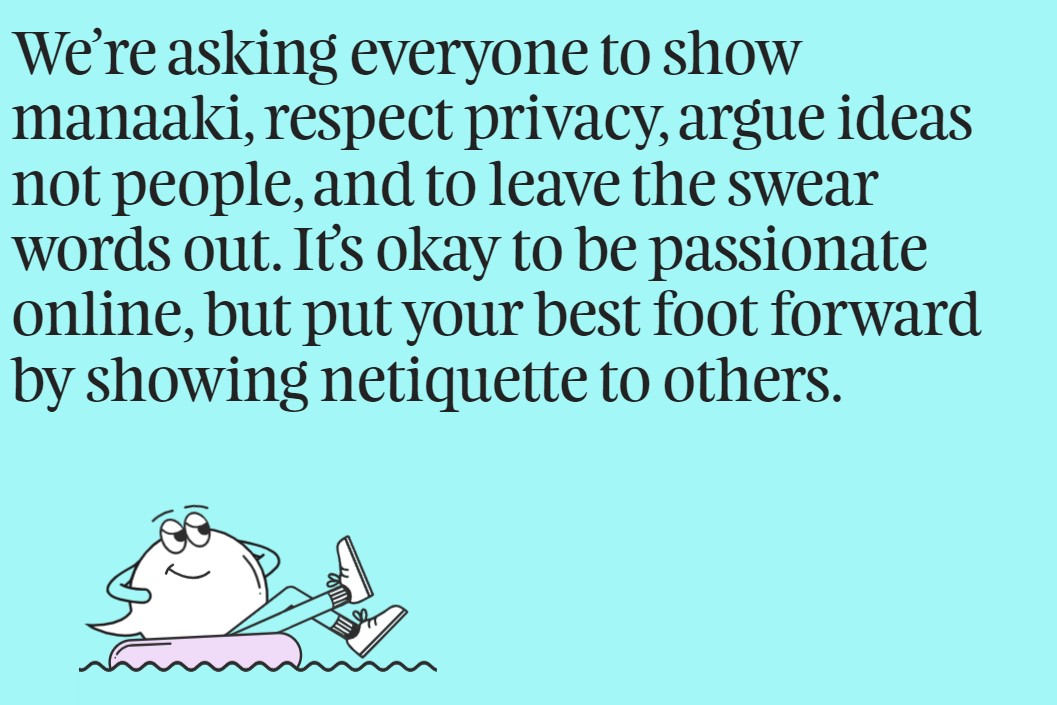 We’re asking everyone to show
manaaki, respect privacy, argue ideas
not people, and to leave the swear
words out. It’s okay to be passionate
online, but put your best foot forward
by showing netiquette to others.